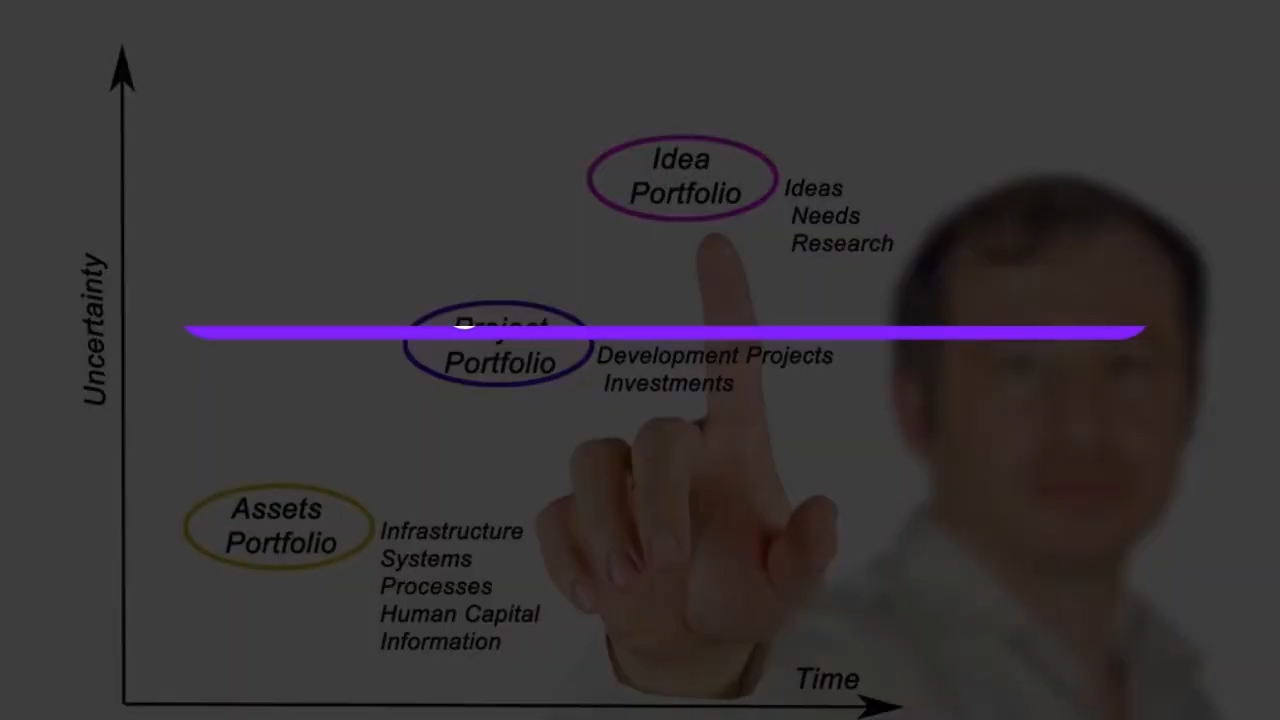 Idea
Portfolio
Ideas
Needs
Research
Uncertainty
Project
Portfolio
Development Projects
Investments
Assets
Portfolio
Infrastructure
Systems
Processes
Human Capital
Information
Time